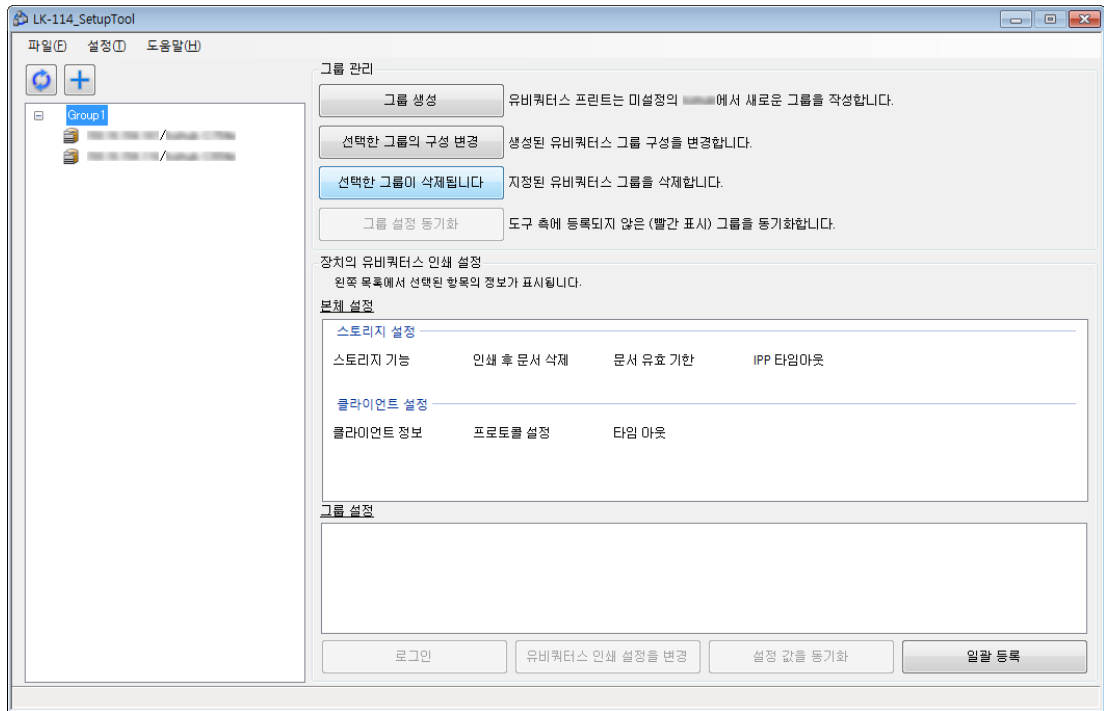 LK-114_SetupTool
파일(F) 설정(T) 도움말(H)
그룹 관리
그룹 생성 유비쿼터스 프린트는 미설정의 에서 새로운 그룹을 작성합니다.
Group1
선택한 그룹의 구성 변경 생성된 유비쿼터스 그룹 구성을 변경합니다.
선택한 그룹이 삭제됩니다 지정된 유비쿼터스 그룹을 삭제합니다.
그룹 설정 동기화 도구 측에 등록되지 않은 (빨간 표시) 그룹을 동기화합니다.
장치의 유비쿼터스 인쇄 설정
왼쪽 목록에서 선택된 항목의 정보가 표시됩니다.
본체 설정
스토리지 설정
스토리지 기능 인쇄 후 문서 삭제 문서 유효 기한 IPP 타임아웃
클라이언트 설정
클라이언트 정보 프로토콜 설정 타임 아웃
그룹 설정
로그인 유비쿼터스 인쇄 설정을 변경 설정 값을 동기화 일괄 등록